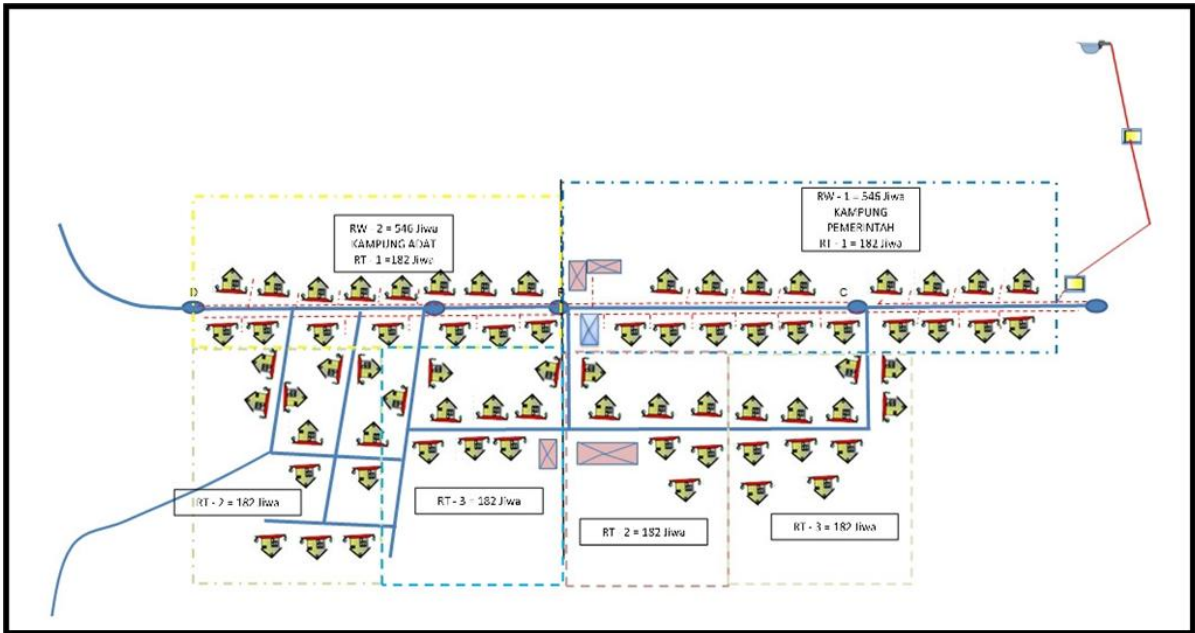 RW - 2 = 546 Jiwa
KAMPUNG ADAT
RT - 1 =182 Jiwa
RW - 1 = 546 Jiwa
KAMPUNG
PEMERINTAH
RT - 1 = 182 Jiwa
D
B
C
RT - 2 = 182 Jiwa
RT - 3 = 182 Jiwa
RT - 2 = 182 Jiwa
RT - 3 = 182 Jiwa